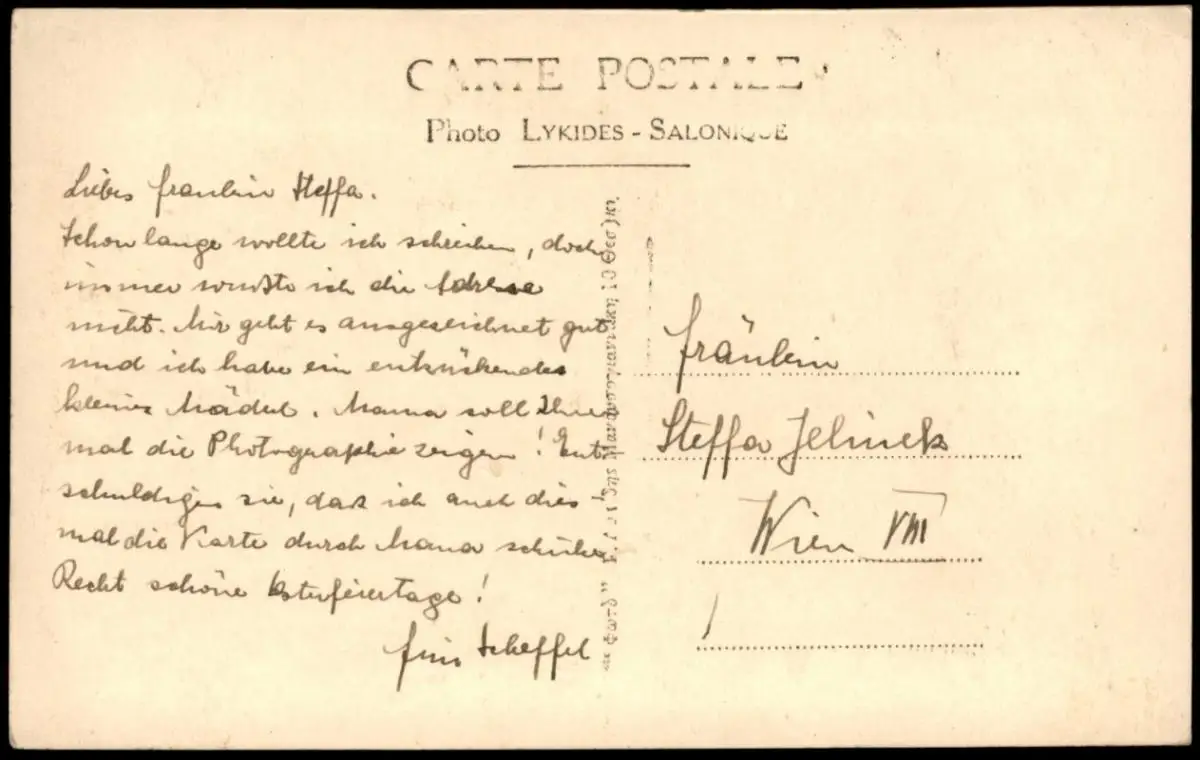 CARTE POSTALE
Photo LYKIDES - SALONIQUE
Liebes Fräulein Steffa.
Schon lange wollte ich schreiben, doch
immer wußte ich die Adresse
nicht. Mir geht es ausgezeichnet gut
und ich habe ein entzückendes
kleines Mäderl. Mama soll Ihnen
mal die Photographie zeigen! Ent-
schuldigen sie, daß ich auch dies-
mal die Karte durch Mama schicke.
Recht schöne Osterfeiertage!
Scheffel
Fräulein
Steffa Jelinek
Wien VIII